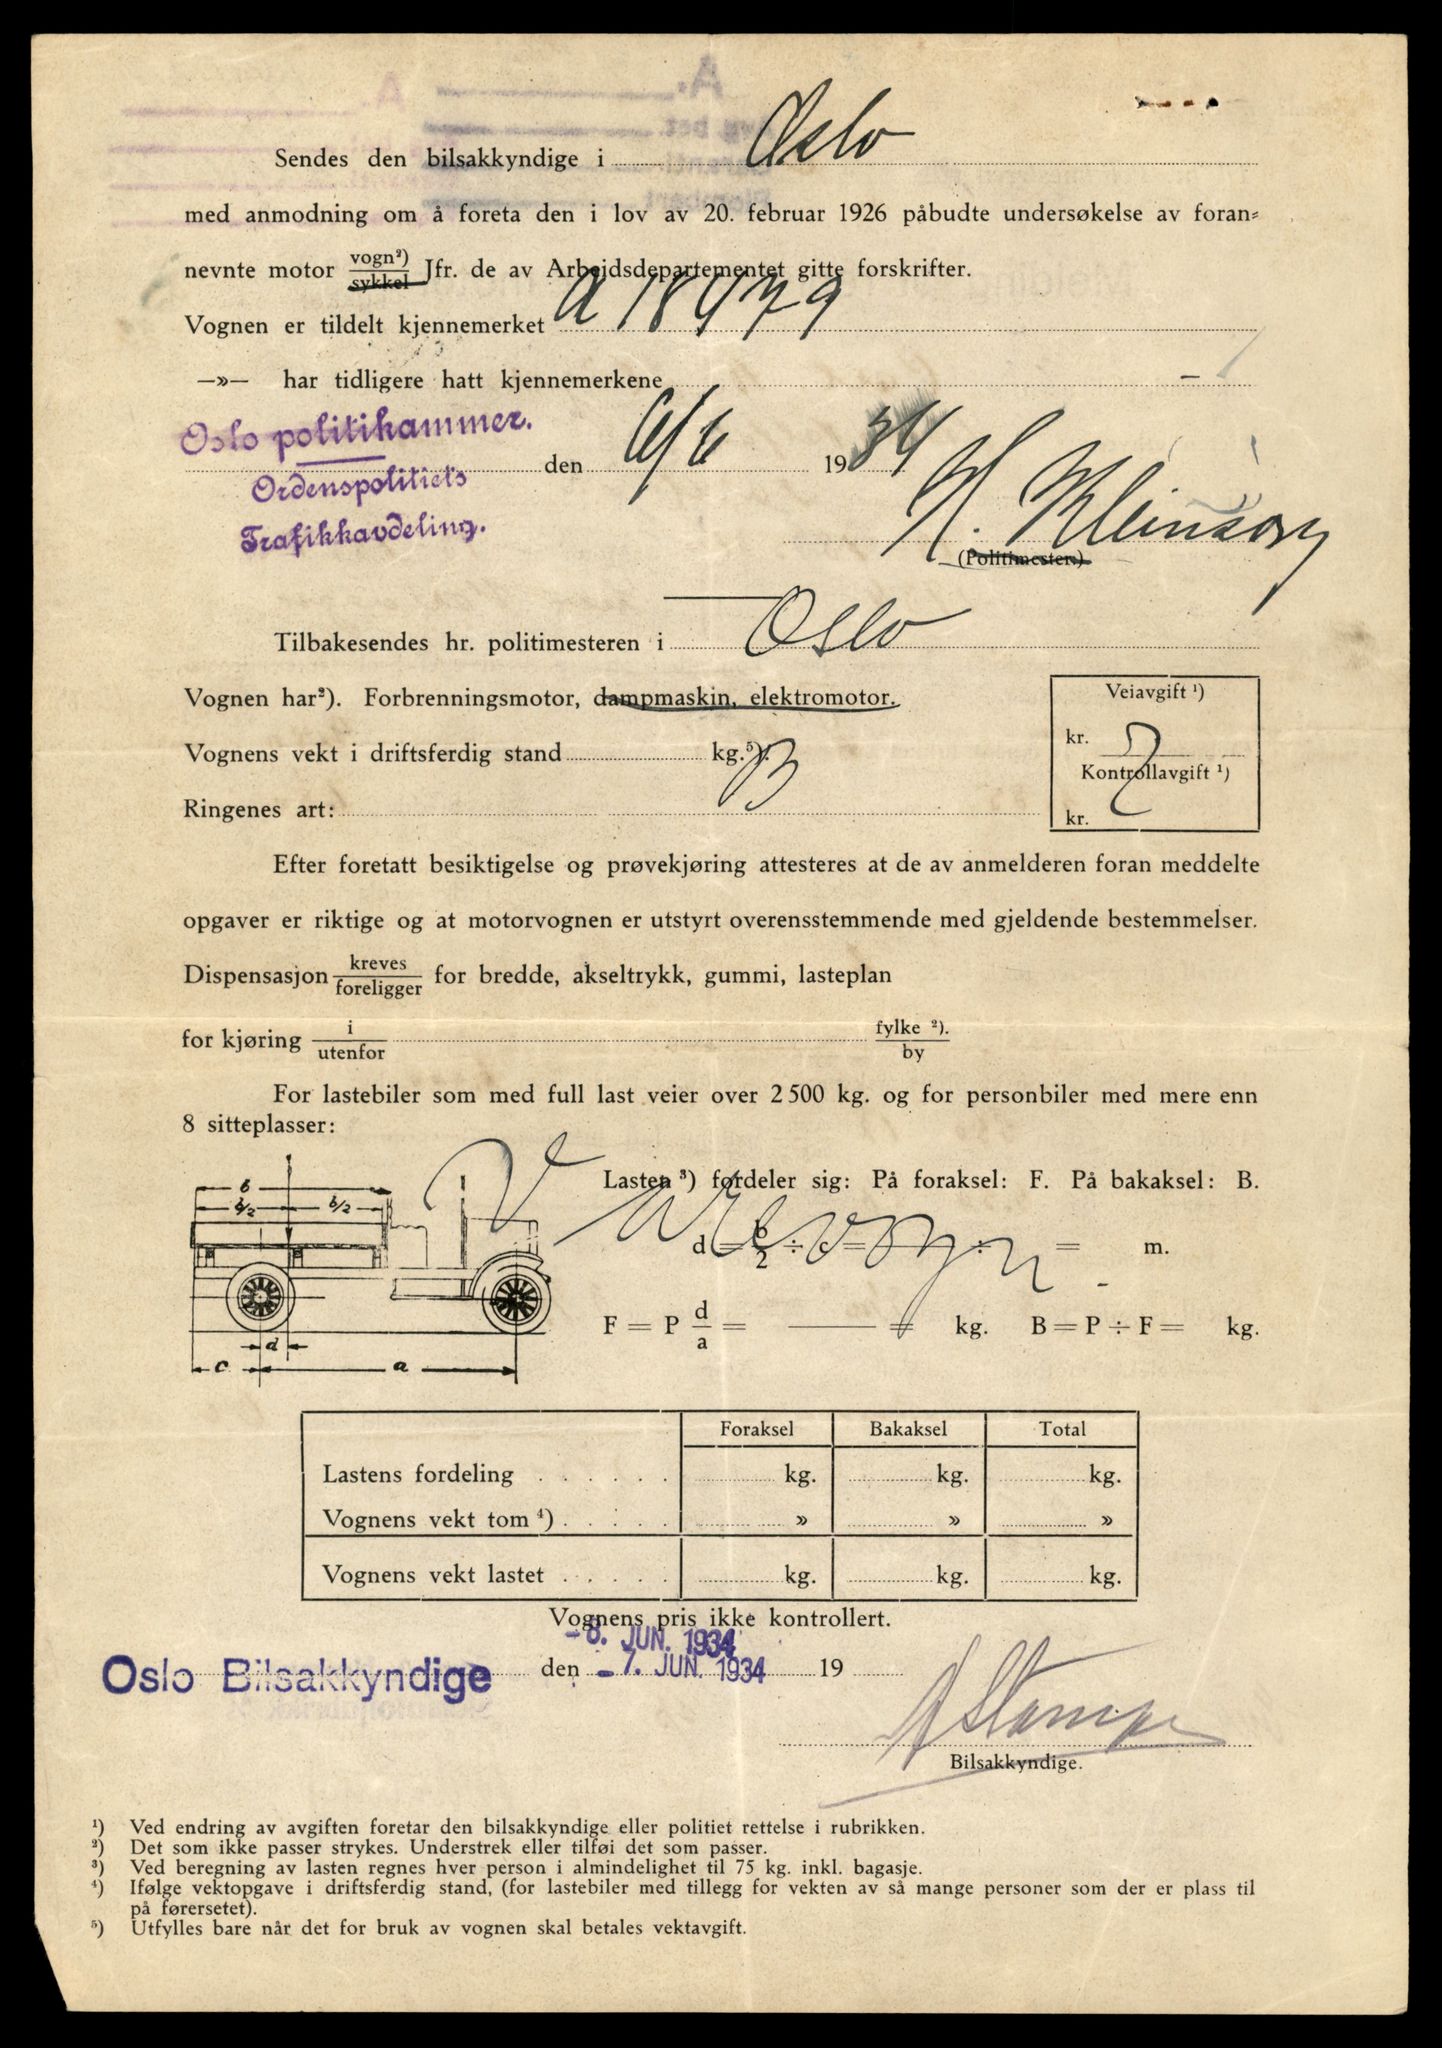 Sendes den bilsakkyndige i Oslo
med anmodning om å foreta den i lov av 20. februar 1926 påbudte undersøkelse av foran=
nevnte motor vogn²) / sykkel Jfr. de av Arbeidsdepartementet gitte forskrifter.
Vognen er tildelt kjennemerket A 18479
—»— har tidligere hatt kjennemerkene -
Oslo politikammer.
Ordenspolitiets
Trafikkavdeling.
den 6/6 1934
(Politimester.)
Tilbakesendes hr. politimesteren i Oslo
Vognen har²). Forbrenningsmotor, dampmaskin, elektromotor.
Veiavgift ¹)
kr.
Kontrollavgift ¹)
kr.
Vognens vekt i driftsferdig stand kg.⁵).
B
Ringenes art:
Efter foretatt besiktigelse og prøvekjøring attesteres at de av anmelderen foran meddelte
opgaver er riktige og at motorvognen er utstyrt overensstemmende med gjeldende bestemmelser.
Dispensasjon kreves / foreligger for bredde, akseltrykk, gummi, lasteplan
for kjøring i / utenfor fylke ²). / by
For lastebiler som med full last veier over 2500 kg. og for personbiler med mere enn
8 sitteplasser:
Varevogn.
b
b/2 b/2
d
c a
Lasten ³) fordeler sig: På foraksel: F. På bakaksel: B.
d = b/2 ÷ c = ÷ = m.
F = P d/a = — = kg. B = P ÷ F = kg.
Foraksel Bakaksel Total
Lastens fordeling . . . . . . kg. kg. kg.
Vognens vekt tom ⁴) . . . . . » » »
Vognens vekt lastet . . . . . kg. kg. kg.
Vognens pris ikke kontrollert.
-8. JUN. 1934
Oslo Bilsakkyndige den -7. JUN. 1934 19
Bilsakkyndige.
¹) Ved endring av avgiften foretar den bilsakkyndige eller politiet rettelse i rubrikken.
²) Det som ikke passer strykes. Understrek eller tilføi det som passer.
³) Ved beregning av lasten regnes hver person i almindelighet til 75 kg. inkl. bagasje.
⁴) Ifølge vektopgave i driftsferdig stand, (for lastebiler med tillegg for vekten av så mange personer som der er plass til
på førersetet).
⁵) Utfylles bare når det for bruk av vognen skal betales vektavgift.